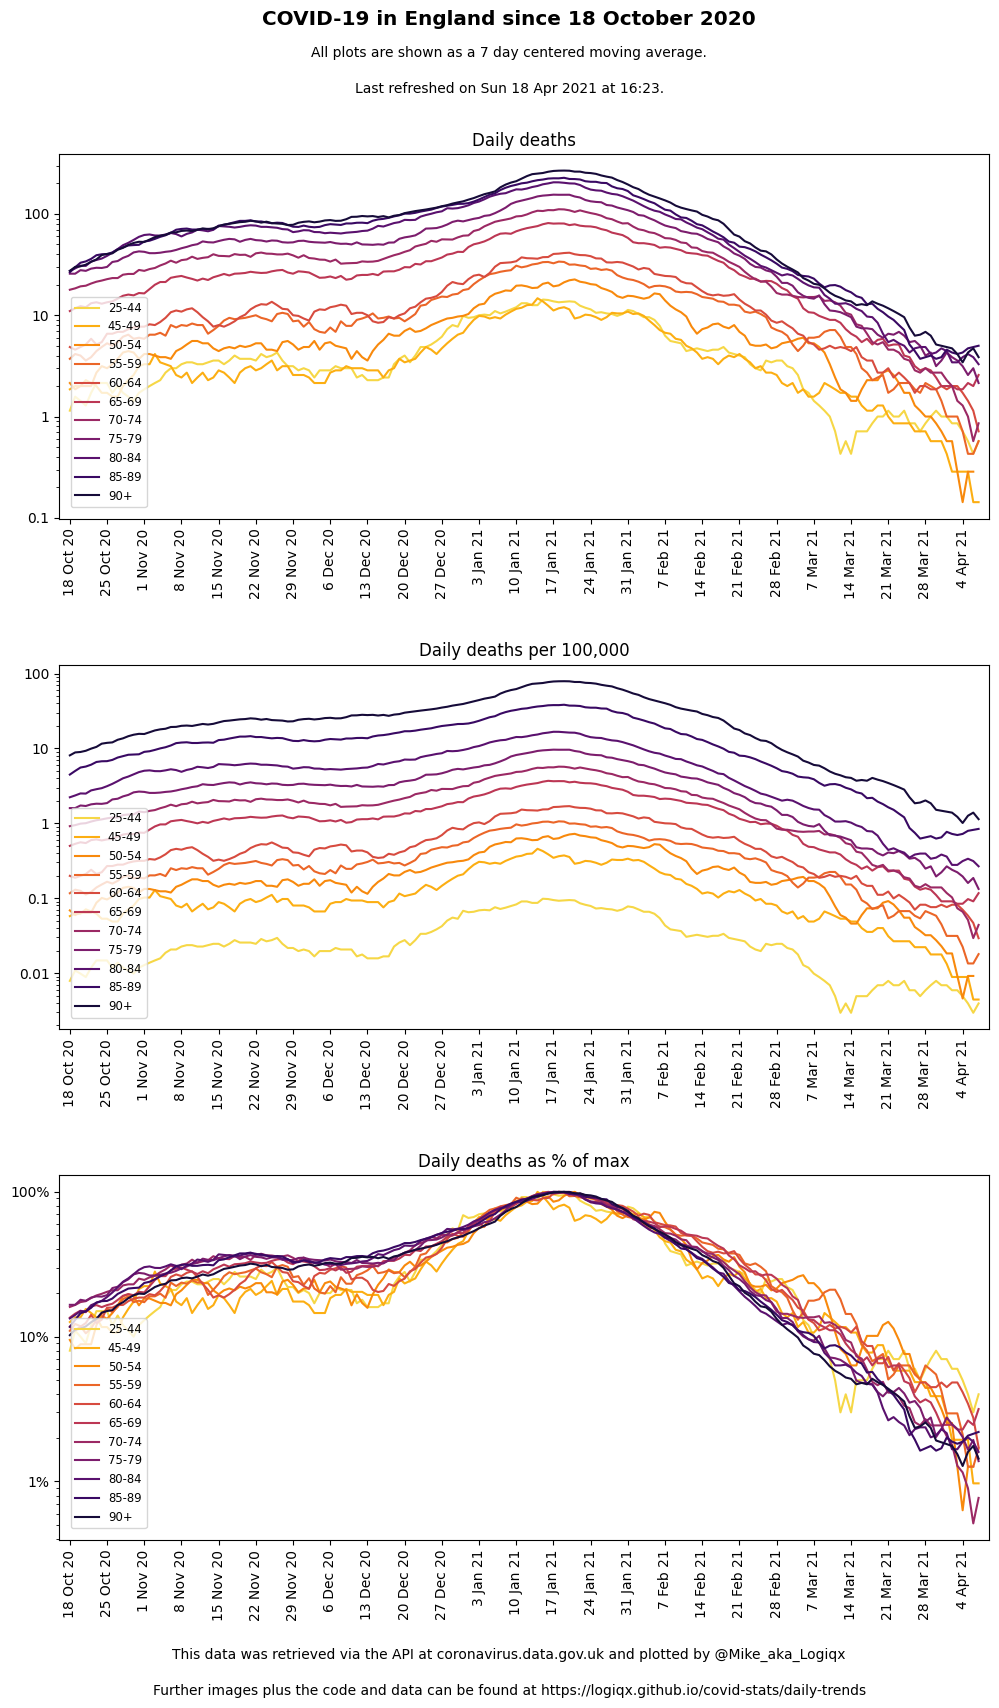 COVID-19 in England since 18 October 2020
All plots are shown as a 7 day centered moving average.
Last refreshed on Sun 18 Apr 2021 at 16:23.
Daily deaths
100
10
1
0.1
25-44
45-49
50-54
55-59
60-64
65-69
70-74
75-79
80-84
85-89
90+
18 Oct 20
25 Oct 20
1 Nov 20
8 Nov 20
15 Nov 20
22 Nov 20
29 Nov 20
6 Dec 20
13 Dec 20
20 Dec 20
27 Dec 20
3 Jan 21
10 Jan 21
17 Jan 21
24 Jan 21
31 Jan 21
7 Feb 21
14 Feb 21
21 Feb 21
28 Feb 21
7 Mar 21
14 Mar 21
21 Mar 21
28 Mar 21
4 Apr 21
Daily deaths per 100,000
100
10
1
0.1
0.01
25-44
45-49
50-54
55-59
60-64
65-69
70-74
75-79
80-84
85-89
90+
18 Oct 20
25 Oct 20
1 Nov 20
8 Nov 20
15 Nov 20
22 Nov 20
29 Nov 20
6 Dec 20
13 Dec 20
20 Dec 20
27 Dec 20
3 Jan 21
10 Jan 21
17 Jan 21
24 Jan 21
31 Jan 21
7 Feb 21
14 Feb 21
21 Feb 21
28 Feb 21
7 Mar 21
14 Mar 21
21 Mar 21
28 Mar 21
4 Apr 21
Daily deaths as % of max
100%
10%
1%
25-44
45-49
50-54
55-59
60-64
65-69
70-74
75-79
80-84
85-89
90+
18 Oct 20
25 Oct 20
1 Nov 20
8 Nov 20
15 Nov 20
22 Nov 20
29 Nov 20
6 Dec 20
13 Dec 20
20 Dec 20
27 Dec 20
3 Jan 21
10 Jan 21
17 Jan 21
24 Jan 21
31 Jan 21
7 Feb 21
14 Feb 21
21 Feb 21
28 Feb 21
7 Mar 21
14 Mar 21
21 Mar 21
28 Mar 21
4 Apr 21
This data was retrieved via the API at coronavirus.data.gov.uk and plotted by @Mike_aka_Logiqx
Further images plus the code and data can be found at https://logiqx.github.io/covid-stats/daily-trends